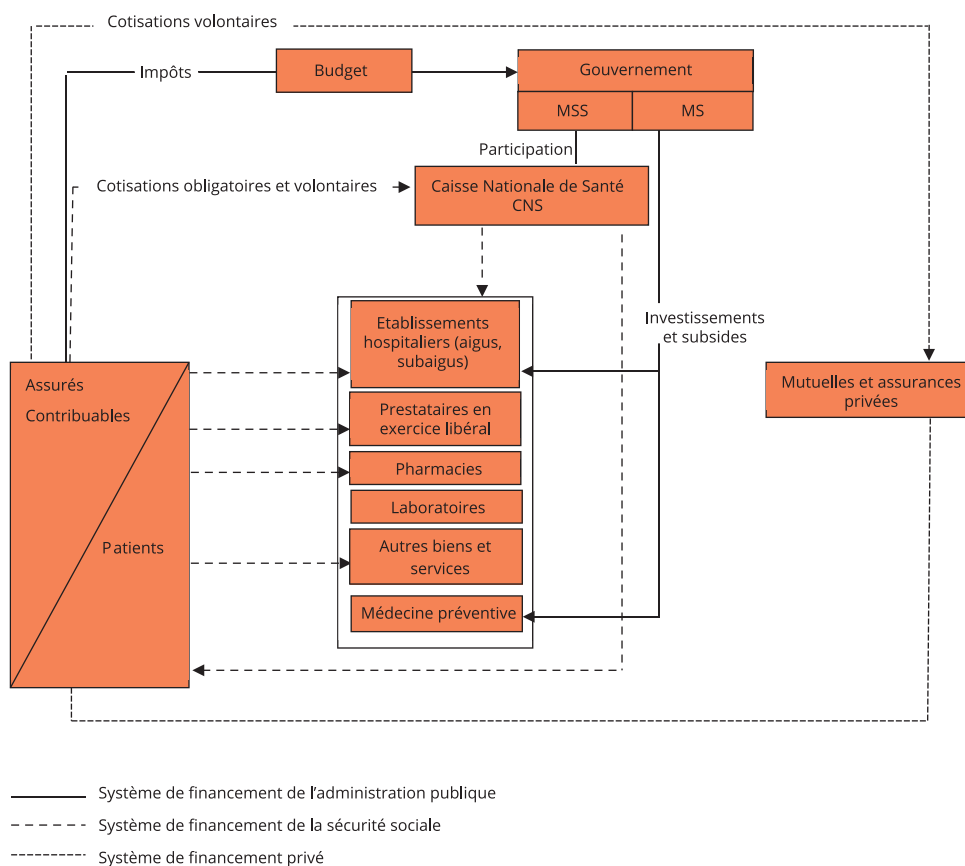 Cotisations volontaires
Impôts
Budget
Gouvernement
MSS
MS
Participation
Cotisations obligatoires et volontaires
Caisse Nationale de Santé
CNS
Etablissements
hospitaliers (aigus,
subaigus)
Investissements
et subsides
Assurés
Contribuables
Patients
Mutuelles et assurances
privées
Prestataires en
exercice libéral
Pharmacies
Laboratoires
Autres biens et
services
Médecine préventive
Système de financement de l'administration publique
Système de financement de la sécurité sociale
Système de financement privé